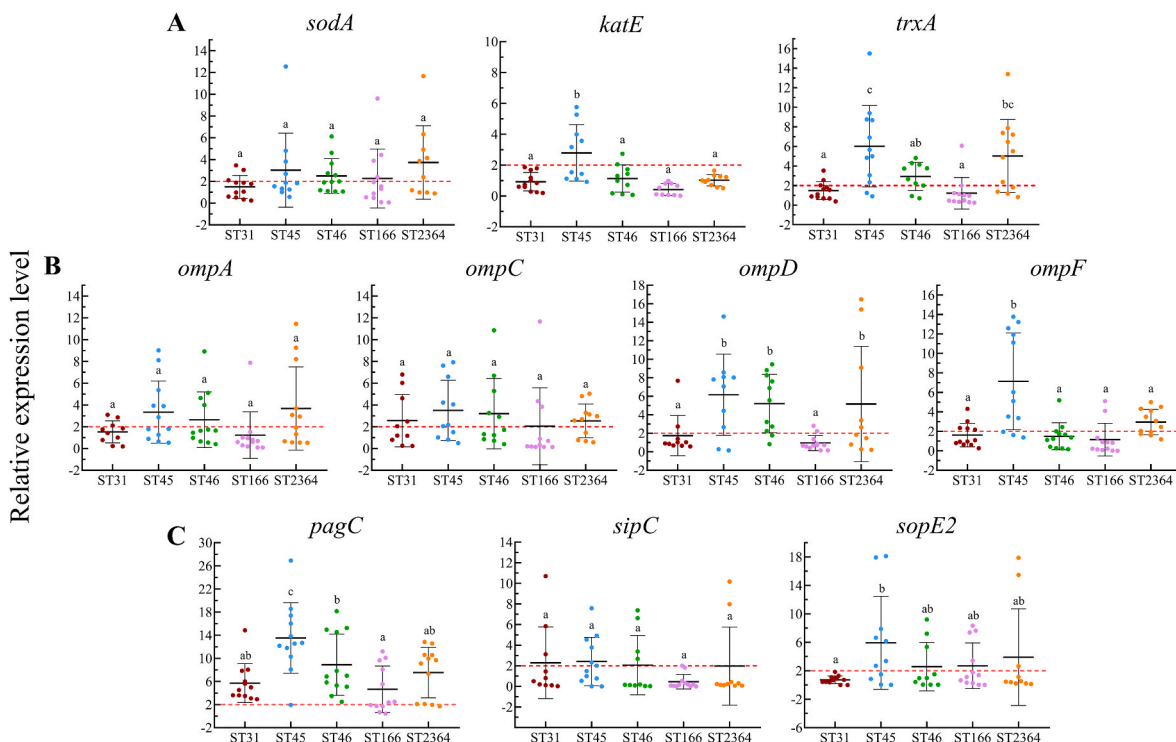 A
sodA
14
12
10
8
6
4
2
0
-2
a
a
a
a
a
ST31 ST45 ST46 ST166 ST2364
katE
10
8
6
4
2
0
-2
a
b
a
a
a
ST31 ST45 ST46 ST166 ST2364
trxA
16
14
12
10
8
6
4
2
0
-2
a
c
ab
a
bc
ST31 ST45 ST46 ST166 ST2364
Relative expression level
B
ompA
14
12
10
8
6
4
2
0
-2
a
a
a
a
a
ST31 ST45 ST46 ST166 ST2364
ompC
14
12
10
8
6
4
2
0
-2
a
a
a
a
a
ST31 ST45 ST46 ST166 ST2364
ompD
18
16
14
12
10
8
6
4
2
0
-2
a
b
b
a
b
ST31 ST45 ST46 ST166 ST2364
ompF
16
14
12
10
8
6
4
2
0
-2
a
b
a
a
a
ST31 ST45 ST46 ST166 ST2364
C
pagC
30
26
22
18
14
10
6
2
-2
ab
c
b
a
ab
ST31 ST45 ST46 ST166 ST2364
sipC
14
12
10
8
6
4
2
0
-2
-4
a
a
a
a
a
ST31 ST45 ST46 ST166 ST2364
sopE2
18
14
10
6
2
-2
-6
a
b
ab
ab
ab
ST31 ST45 ST46 ST166 ST2364